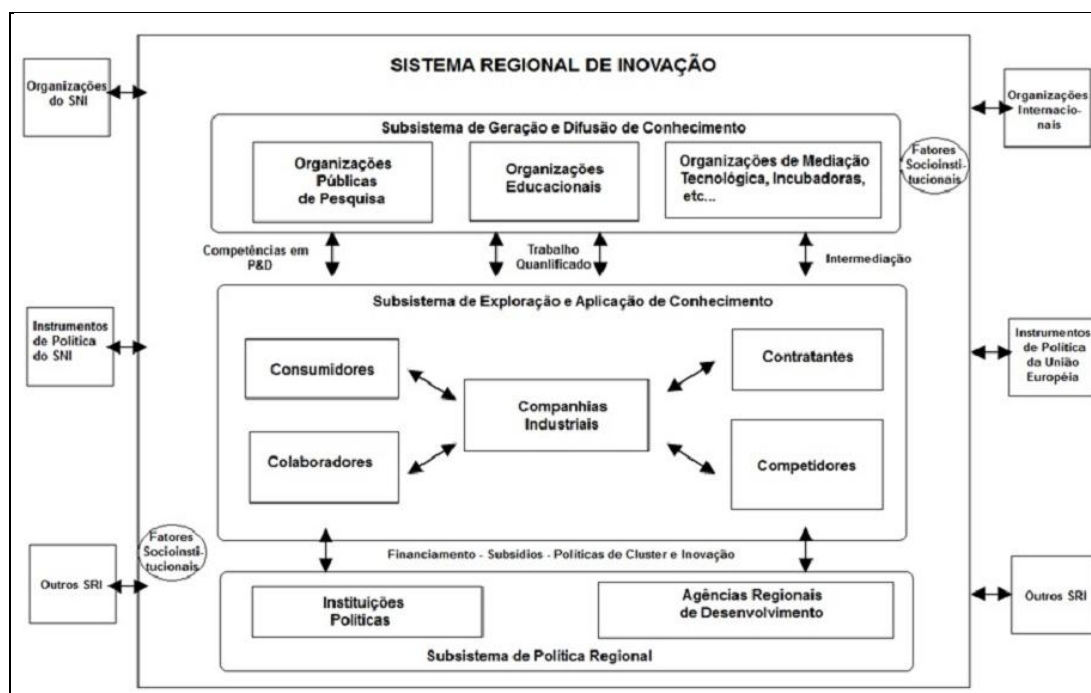 SISTEMA REGIONAL DE INOVAÇÃO
Organizações
do SNI
Organizações
Internacio-
nais
Subsistema de Geração e Difusão de Conhecimento
Organizações
Públicas
de Pesquisa
Organizações
Educacionais
Organizações de Mediação
Tecnológica, Incubadoras,
etc...
Fatores
Socioinsti-
tucionais
Competências em
P&D
Trabalho
Quanlificado
Intermediação
Subsistema de Exploração e Aplicação de Conhecimento
Instrumentos
de Política
do SNI
Instrumentos
de Política
da União
Européia
Consumidores
Contratantes
Companhias
Industriais
Colaboradores
Competidores
Fatores
Socioinsti-
tucionais
Financiamento - Subsídios - Políticas de Cluster e Inovação
Outros SRI
Outros SRI
Instituições
Políticas
Agências Regionais
de Desenvolvimento
Subsistema de Política Regional